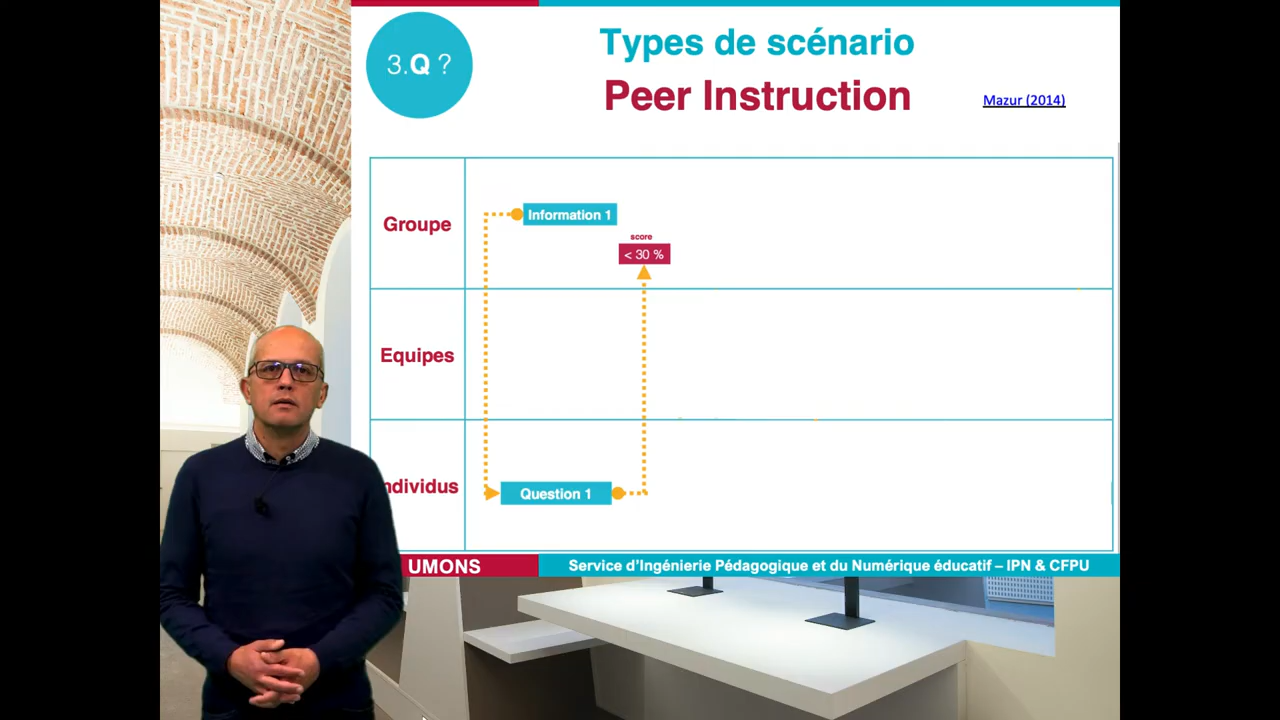 3.Q ?
Types de scénario
Peer Instruction
Mazur (2014)
Groupe
Information 1
score
< 30 %
Equipes
ndividus
Question 1
UMONS
Service d'Ingénierie Pédagogique et du Numérique éducatif – IPN & CFPU